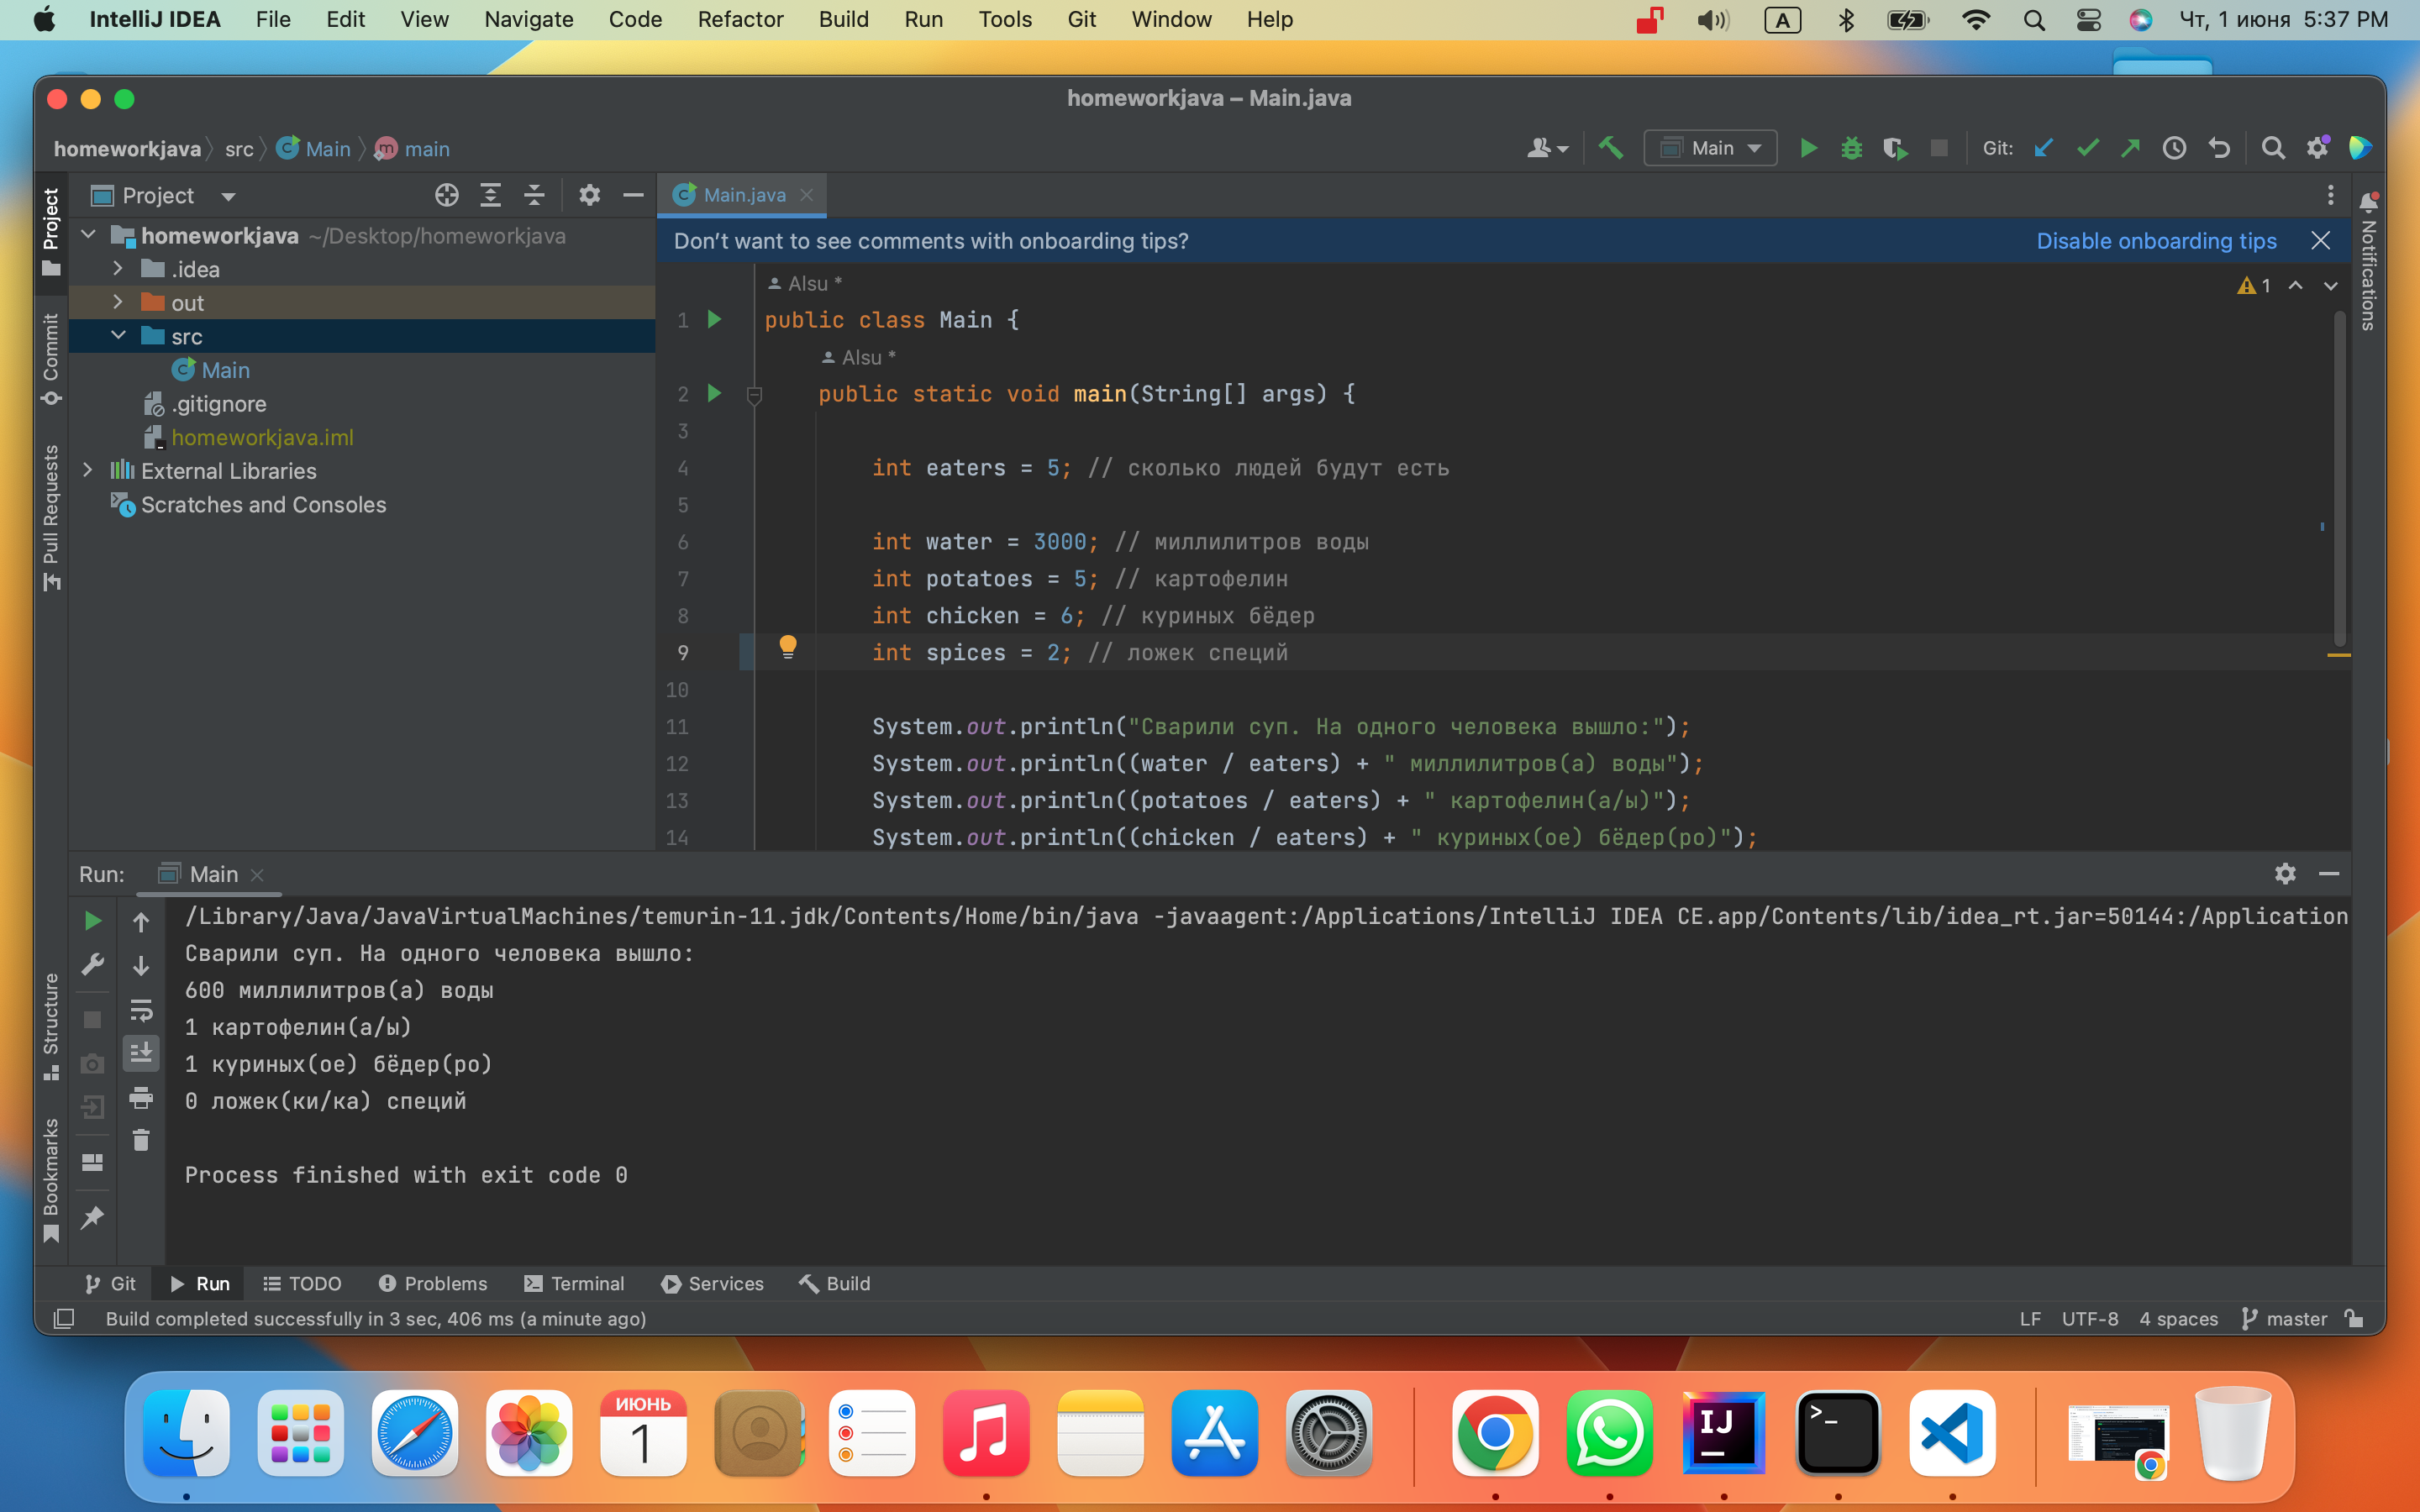 IntelliJ IDEA File Edit View Navigate Code Refactor Build Run Tools Git Window Help A Чт, 1 июня 5:37 PM
homeworkjava – Main.java
homeworkjava src Main main
Main Git:
Project
Main.java
Project
Commit
Pull Requests
Structure
Bookmarks
Notifications
homeworkjava ~/Desktop/homeworkjava
.idea
out
src
Main
.gitignore
homeworkjava.iml
External Libraries
Scratches and Consoles
Don't want to see comments with onboarding tips? Disable onboarding tips
Alsu *
1
1 public class Main {
Alsu *
2 public static void main(String[] args) {
3
4 int eaters = 5; // сколько людей будут есть
5
6 int water = 3000; // миллилитров воды
7 int potatoes = 5; // картофелин
8 int chicken = 6; // куриных бёдер
9 int spices = 2; // ложек специй
10
11 System.out.println("Сварили суп. На одного человека вышло:");
12 System.out.println((water / eaters) + " миллилитров(а) воды");
13 System.out.println((potatoes / eaters) + " картофелин(а/ы)");
14 System.out.println((chicken / eaters) + " куриных(ое) бёдер(ро)");
Run: Main
/Library/Java/JavaVirtualMachines/temurin-11.jdk/Contents/Home/bin/java -javaagent:/Applications/IntelliJ IDEA CE.app/Contents/lib/idea_rt.jar=50144:/Application
Сварили суп. На одного человека вышло:
600 миллилитров(а) воды
1 картофелин(а/ы)
1 куриных(ое) бёдер(ро)
0 ложек(ки/ка) специй
Process finished with exit code 0
Git Run TODO Problems Terminal Services Build
Build completed successfully in 3 sec, 406 ms (a minute ago) LF UTF-8 4 spaces master
ИЮНЬ
1
IJ
>_